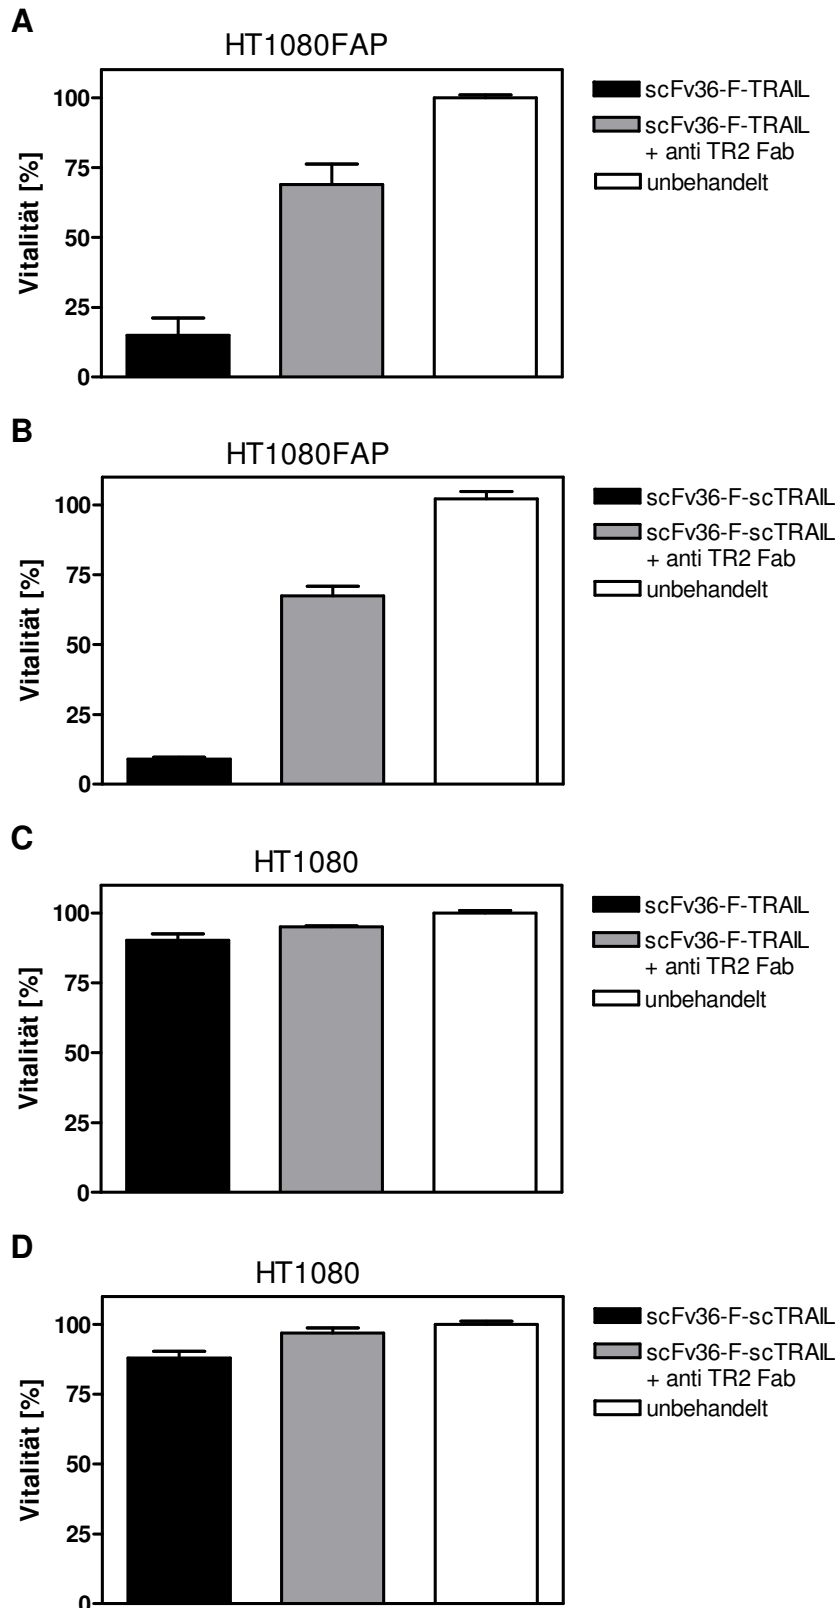 A
HT1080FAP
Vitalität [%]
100
75
50
25
0
scFv36-F-TRAIL
scFv36-F-TRAIL
+ anti TR2 Fab
unbehandelt
B
HT1080FAP
Vitalität [%]
100
75
50
25
0
scFv36-F-scTRAIL
scFv36-F-scTRAIL
+ anti TR2 Fab
unbehandelt
C
HT1080
Vitalität [%]
100
75
50
25
0
scFv36-F-TRAIL
scFv36-F-TRAIL
+ anti TR2 Fab
unbehandelt
D
HT1080
Vitalität [%]
100
75
50
25
0
scFv36-F-scTRAIL
scFv36-F-scTRAIL
+ anti TR2 Fab
unbehandelt